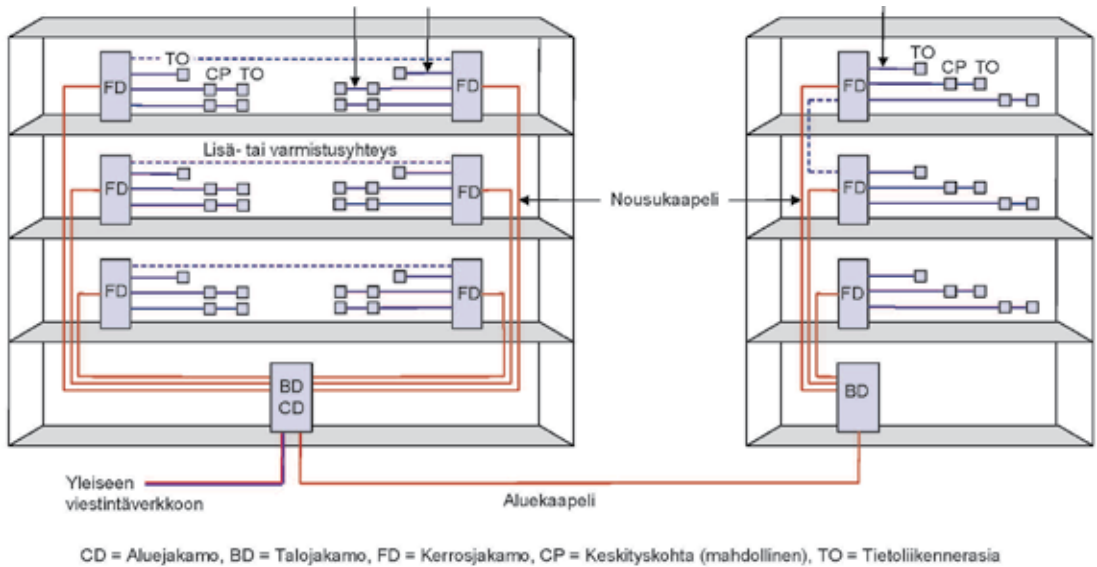 TO
CP TO
FD
FD
TO
CP TO
FD
Lisä- tai varmistusyhteys
FD
FD
FD
Nousukaapeli
FD
FD
FD
BD
CD
BD
Yleiseen
viestintäverkkoon
Aluekaapeli
CD = Aluejakamo, BD = Talojakamo, FD = Kerrosjakamo, CP = Keskityskohta (mahdollinen), TO = Tietoliikennerasia